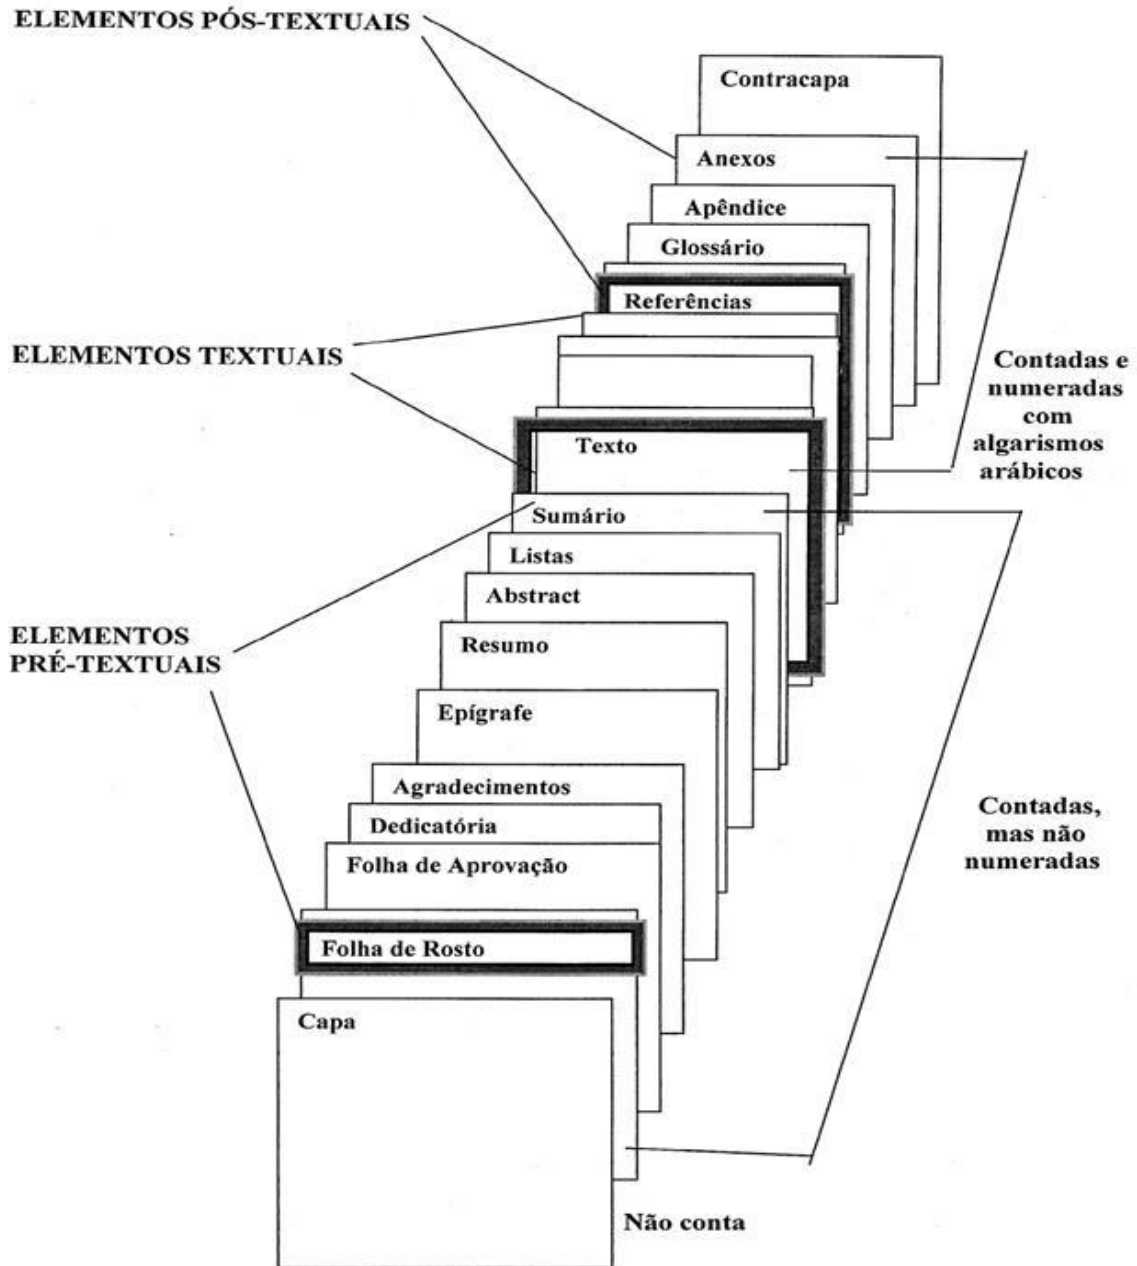 ELEMENTOS PÓS-TEXTUAIS
Contracapa
Anexos
Apêndice
Glossário
Referências
ELEMENTOS TEXTUAIS
Contadas e
numeradas
com
algarismos
arábicos
Texto
Sumário
Listas
Abstract
ELEMENTOS
PRÉ-TEXTUAIS
Resumo
Epígrafe
Agradecimentos
Dedicatória
Contadas,
mas não
numeradas
Folha de Aprovação
Folha de Rosto
Capa
Não conta